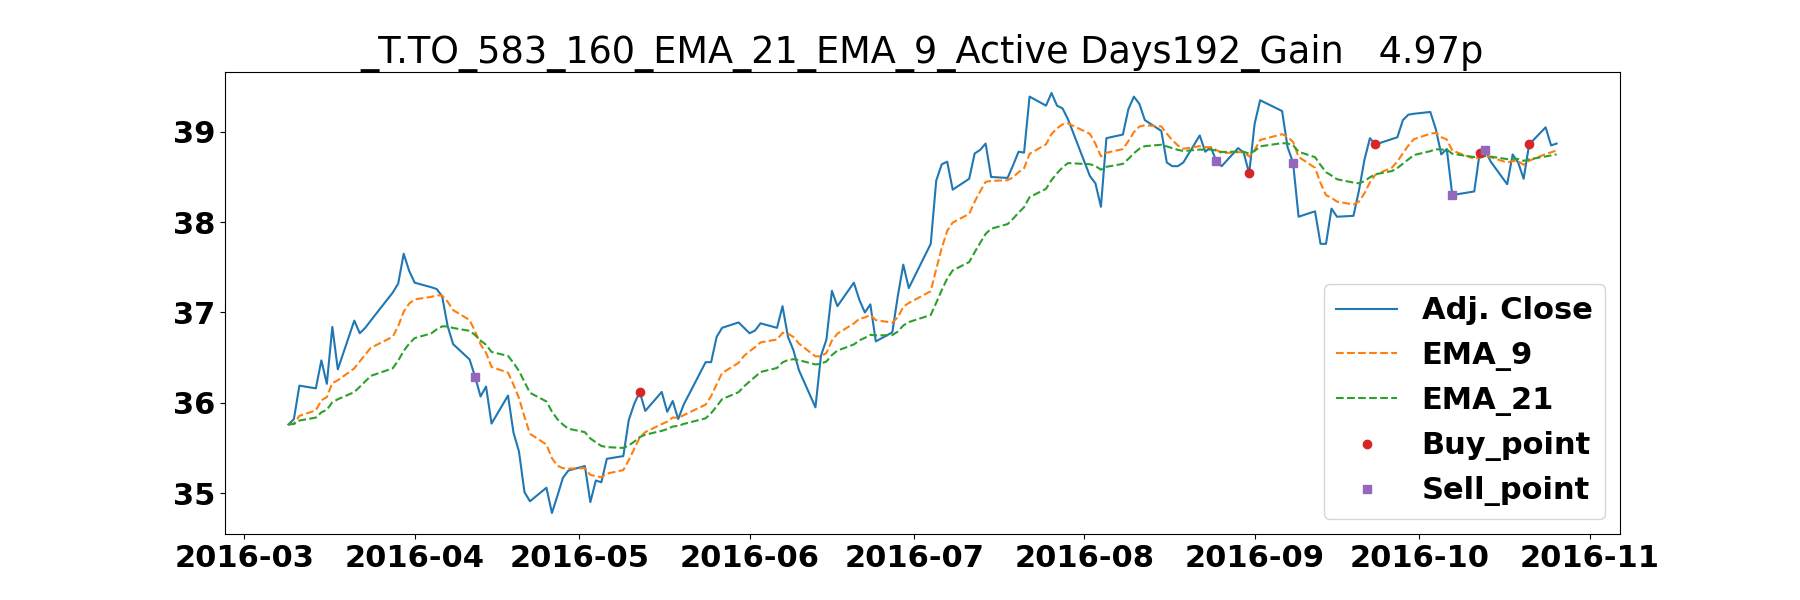 _T.TO_583_160_EMA_21_EMA_9_Active Days192_Gain   4.97p
39
38
37
36
35
Adj. Close
EMA_9
EMA_21
Buy_point
Sell_point
2016-03 2016-04 2016-05 2016-06 2016-07 2016-08 2016-09 2016-10 2016-11